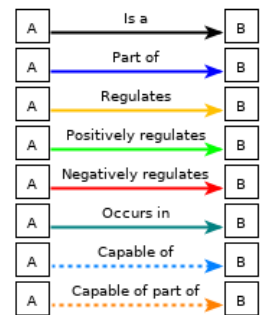 A Is a B
A Part of B
A Regulates B
A Positively regulates B
A Negatively regulates B
A Occurs in B
A Capable of B
A Capable of part of B